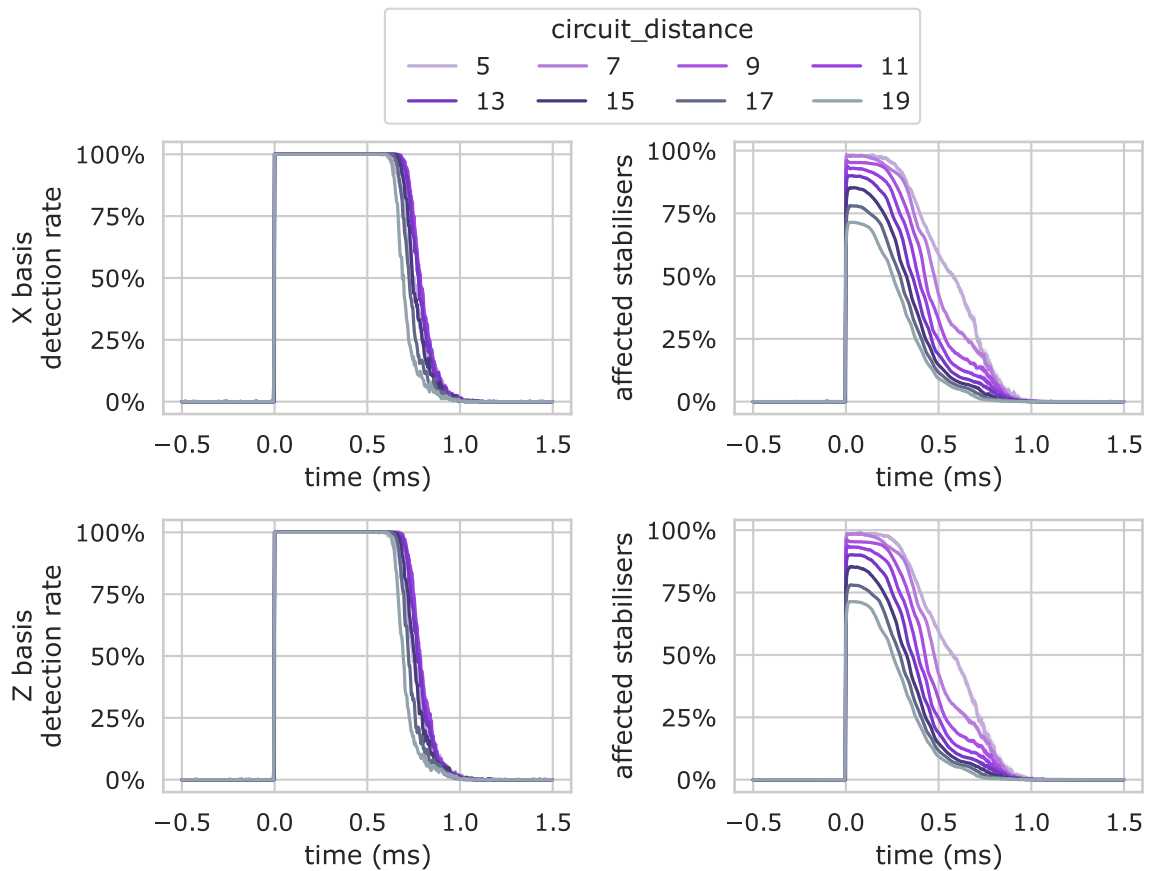 circuit_distance
5 7 9 11
13 15 17 19
X basis
detection rate
100%
75%
50%
25%
0%
−0.5 0.0 0.5 1.0 1.5
time (ms)
affected stabilisers
100%
75%
50%
25%
0%
−0.5 0.0 0.5 1.0 1.5
time (ms)
Z basis
detection rate
100%
75%
50%
25%
0%
−0.5 0.0 0.5 1.0 1.5
time (ms)
affected stabilisers
100%
75%
50%
25%
0%
−0.5 0.0 0.5 1.0 1.5
time (ms)